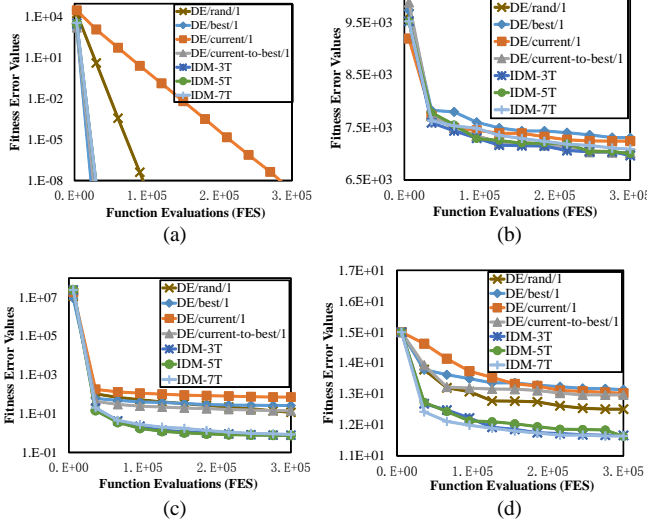 1.E+04
1.E+01
1.E-02
1.E-05
1.E-08
Fitness Error Values
DE/rand/1
DE/best/1
DE/current/1
DE/current-to-best/1
IDM-3T
IDM-5T
IDM-7T
0.E+00
1.E+05
2.E+05
3.E+05
Function Evaluations (FES)
(a)
9.5E+03
8.5E+03
7.5E+03
6.5E+03
Fitness Error Values
DE/rand/1
DE/best/1
DE/current/1
DE/current-to-best/1
IDM-3T
IDM-5T
IDM-7T
0.E+00
1.E+05
2.E+05
3.E+05
Function Evaluations (FES)
(b)
1.E+07
1.E+05
1.E+03
1.E+01
1.E-01
Fitness Error Values
DE/rand/1
DE/best/1
DE/current/1
DE/current-to-best/1
IDM-3T
IDM-5T
IDM-7T
0.E+00
1.E+05
2.E+05
3.E+05
Function Evaluations (FES)
(c)
1.7E+01
1.5E+01
1.3E+01
1.2E+01
1.1E+01
Fitness Error Values
DE/rand/1
DE/best/1
DE/current/1
DE/current-to-best/1
IDM-3T
IDM-5T
IDM-7T
0.E+00
1.E+05
2.E+05
3.E+05
Function Evaluations (FES)
(d)